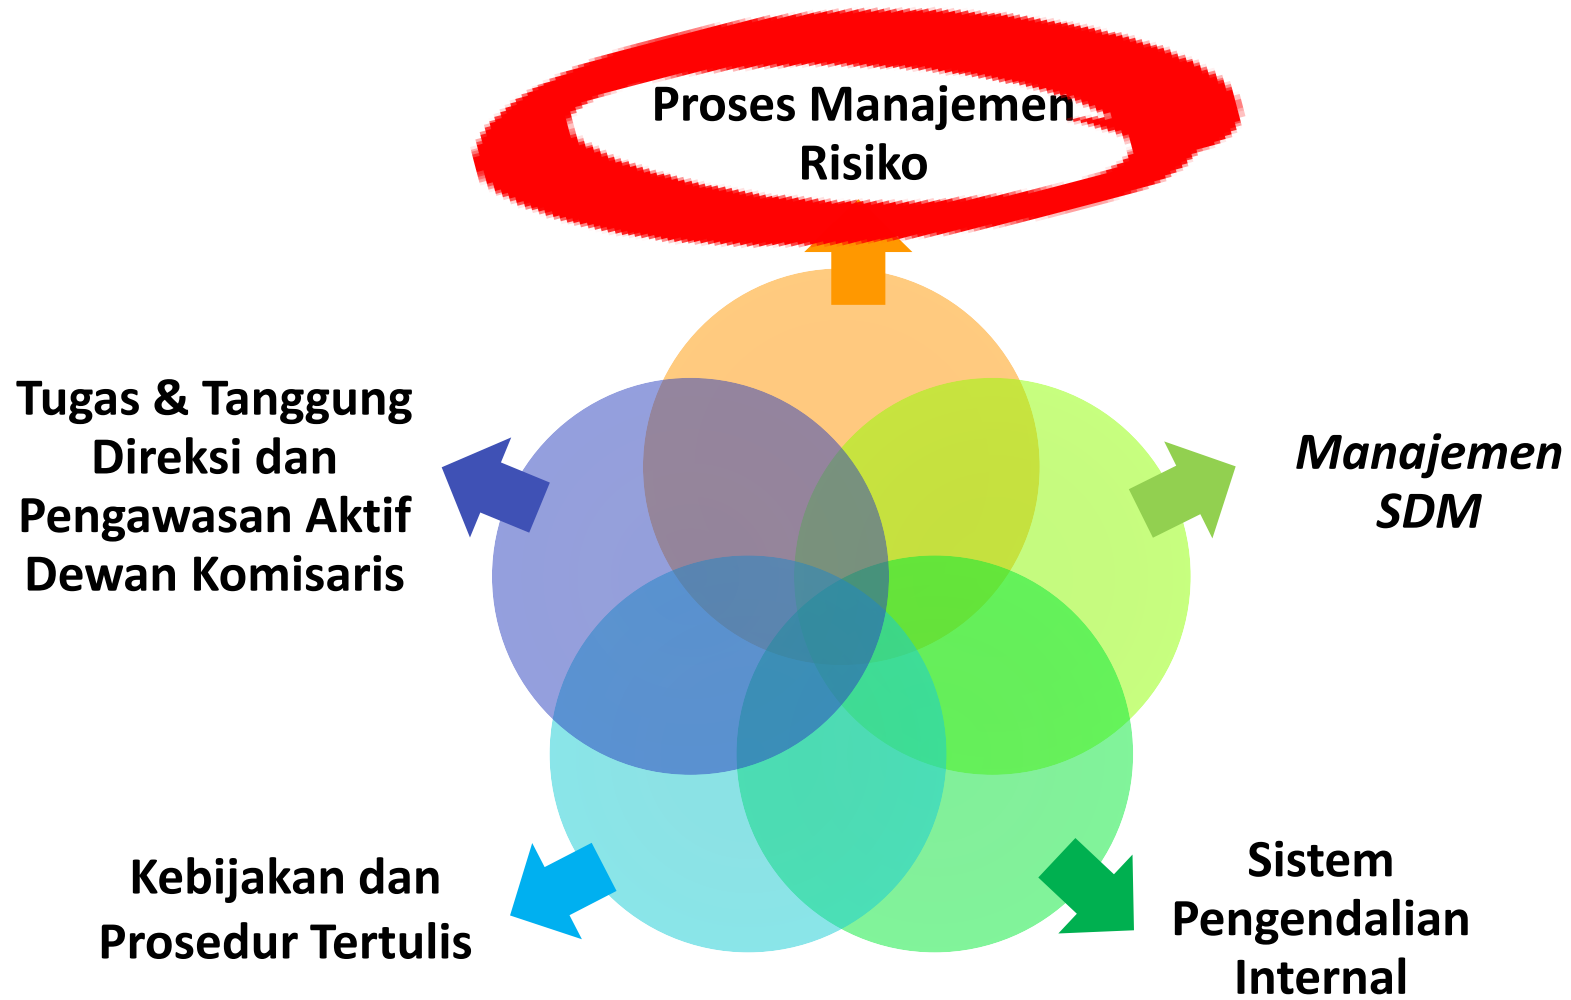 Proses Manajemen
Risiko
Tugas & Tanggung
Direksi dan
Pengawasan Aktif
Dewan Komisaris
Manajemen
SDM
Kebijakan dan
Prosedur Tertulis
Sistem
Pengendalian
Internal